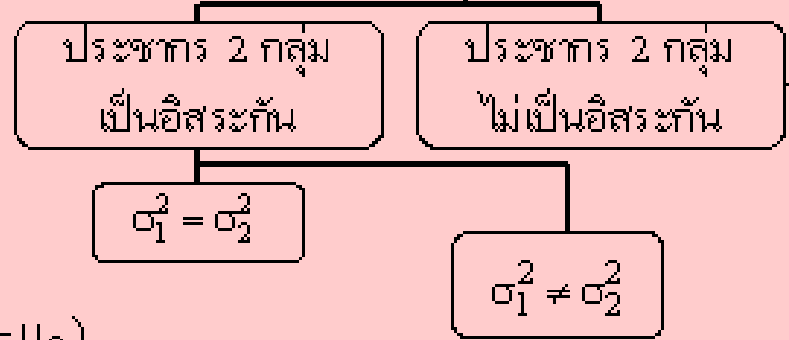 ประชากร 2 กลุ่ม
เป็นอิสระกัน
ประชากร 2 กลุ่ม
ไม่เป็นอิสระกัน
σ₁² = σ₂²
σ₁² ≠ σ₂²